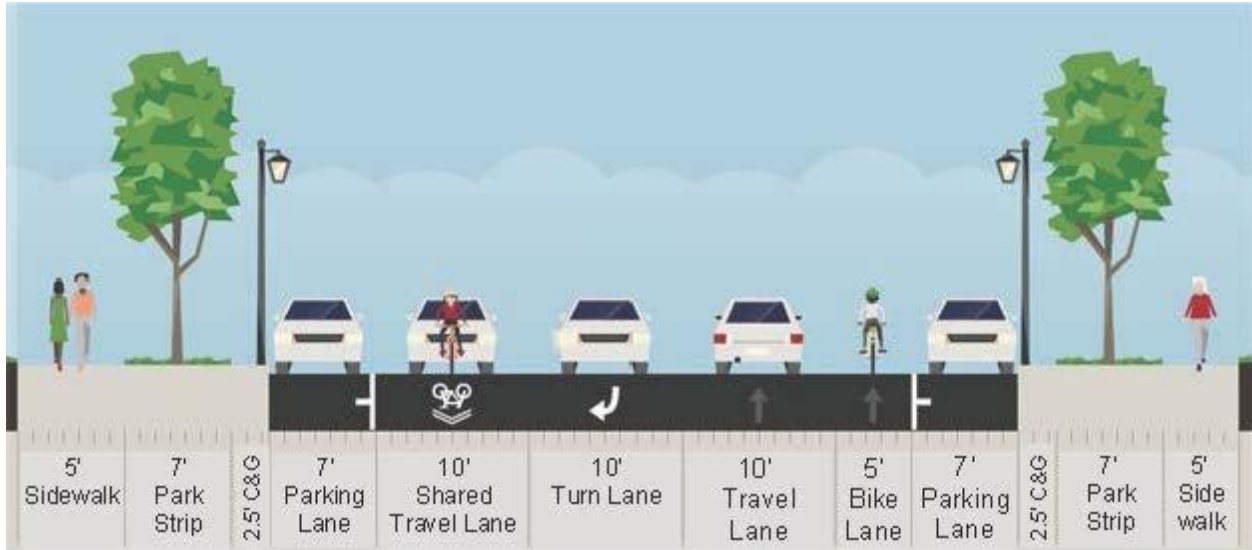 5'
Sidewalk
7'
Park
Strip
2.5' C&G
7'
Parking
Lane
10'
Shared
Travel Lane
10'
Turn Lane
10'
Travel
Lane
5'
Bike
Lane
7'
Parking
Lane
2.5' C&G
7'
Park
Strip
5'
Side
walk